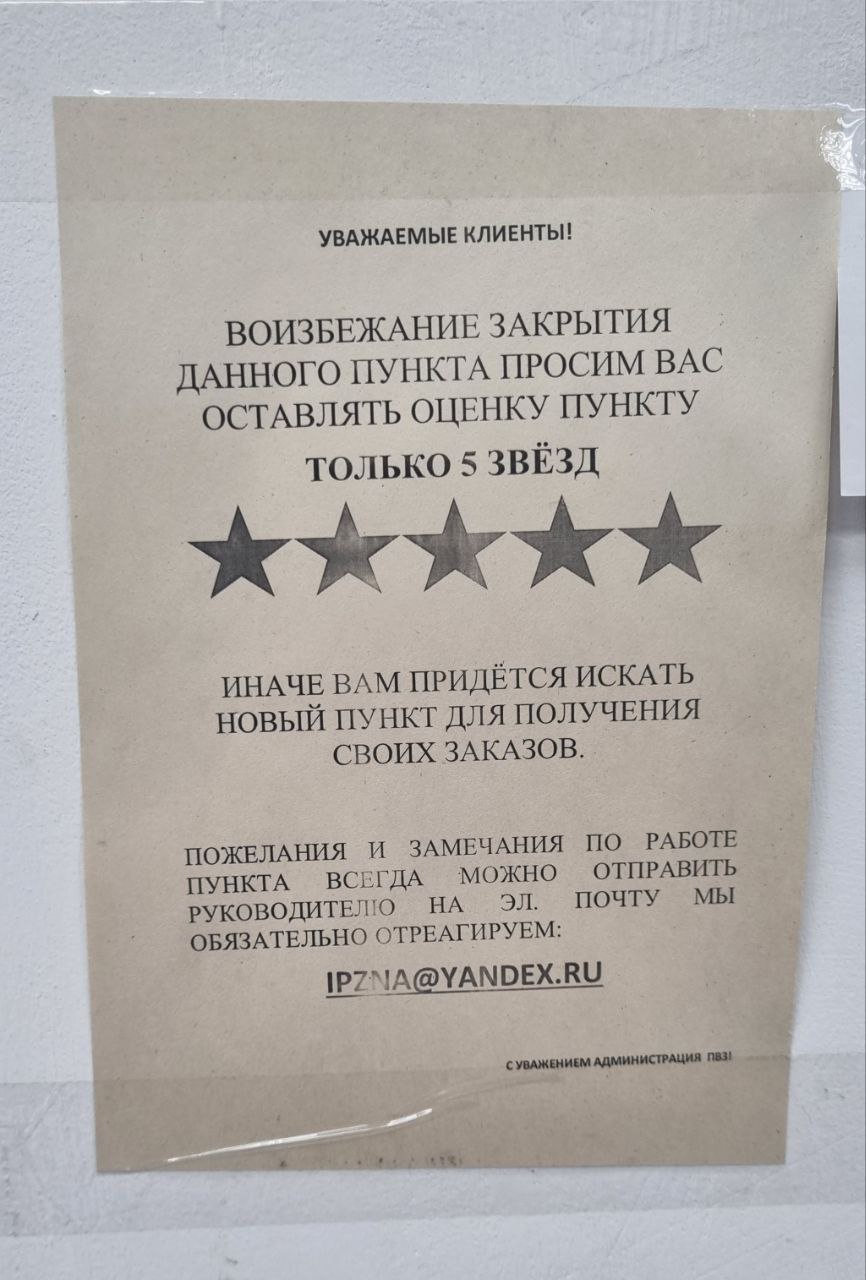 УВАЖАЕМЫЕ КЛИЕНТЫ!
ВОИЗБЕЖАНИЕ ЗАКРЫТИЯ
ДАННОГО ПУНКТА ПРОСИМ ВАС
ОСТАВЛЯТЬ ОЦЕНКУ ПУНКТУ
ТОЛЬКО 5 ЗВЁЗД
ИНАЧЕ ВАМ ПРИДЁТСЯ ИСКАТЬ
НОВЫЙ ПУНКТ ДЛЯ ПОЛУЧЕНИЯ
СВОИХ ЗАКАЗОВ.
ПОЖЕЛАНИЯ И ЗАМЕЧАНИЯ ПО РАБОТЕ
ПУНКТА ВСЕГДА МОЖНО ОТПРАВИТЬ
РУКОВОДИТЕЛЮ НА ЭЛ. ПОЧТУ МЫ
ОБЯЗАТЕЛЬНО ОТРЕАГИРУЕМ:
IPZNA@YANDEX.RU
С УВАЖЕНИЕМ АДМИНИСТРАЦИЯ ПВЗ!